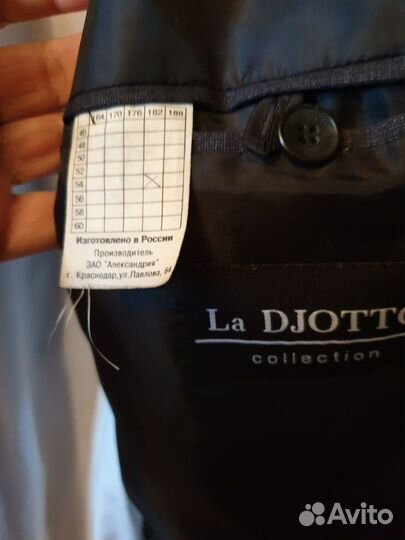 164 170 176 182 188
46
48
50
52
54
56
58
60
Изготовлено в России
Производитель
ЗАО "Александрия"
г. Краснодар,ул.Павлова, 64
La DJOTTO
collection
Avito